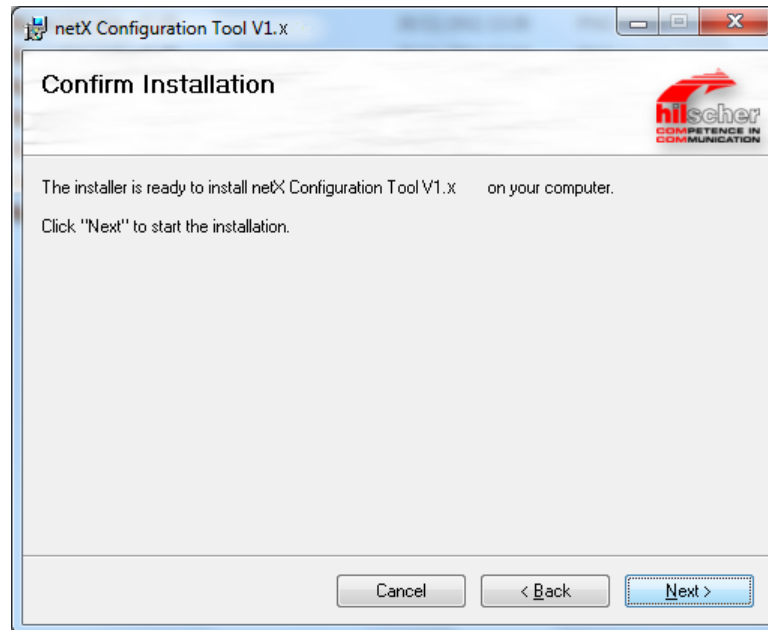 netX Configuration Tool V1.x
Confirm Installation
hilscher
COMPETENCE IN
COMMUNICATION
The installer is ready to install netX Configuration Tool V1.x on your computer.
Click "Next" to start the installation.
Cancel
< Back
Next >